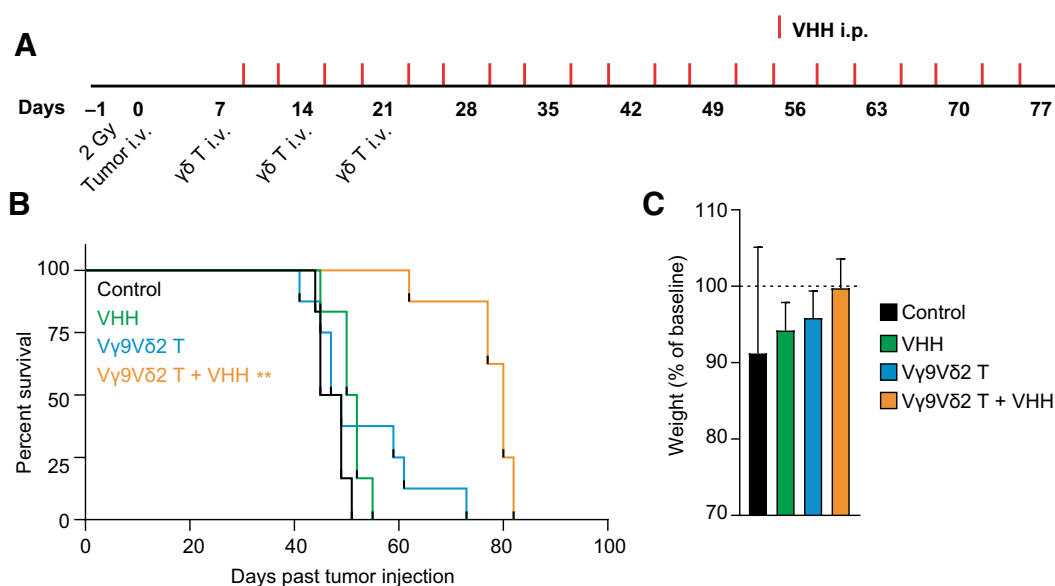 A
VHH i.p.
Days –1 0 7 14 21 28 35 42 49 56 63 70 77
2 Gy
Tumor i.v.
γδ T i.v.
γδ T i.v.
γδ T i.v.
B
Percent survival
100
75
50
25
0
Control
VHH
Vγ9Vδ2 T
Vγ9Vδ2 T + VHH **
0 20 40 60 80 100
Days past tumor injection
C
Weight (% of baseline)
110
100
90
80
70
Control
VHH
Vγ9Vδ2 T
Vγ9Vδ2 T + VHH